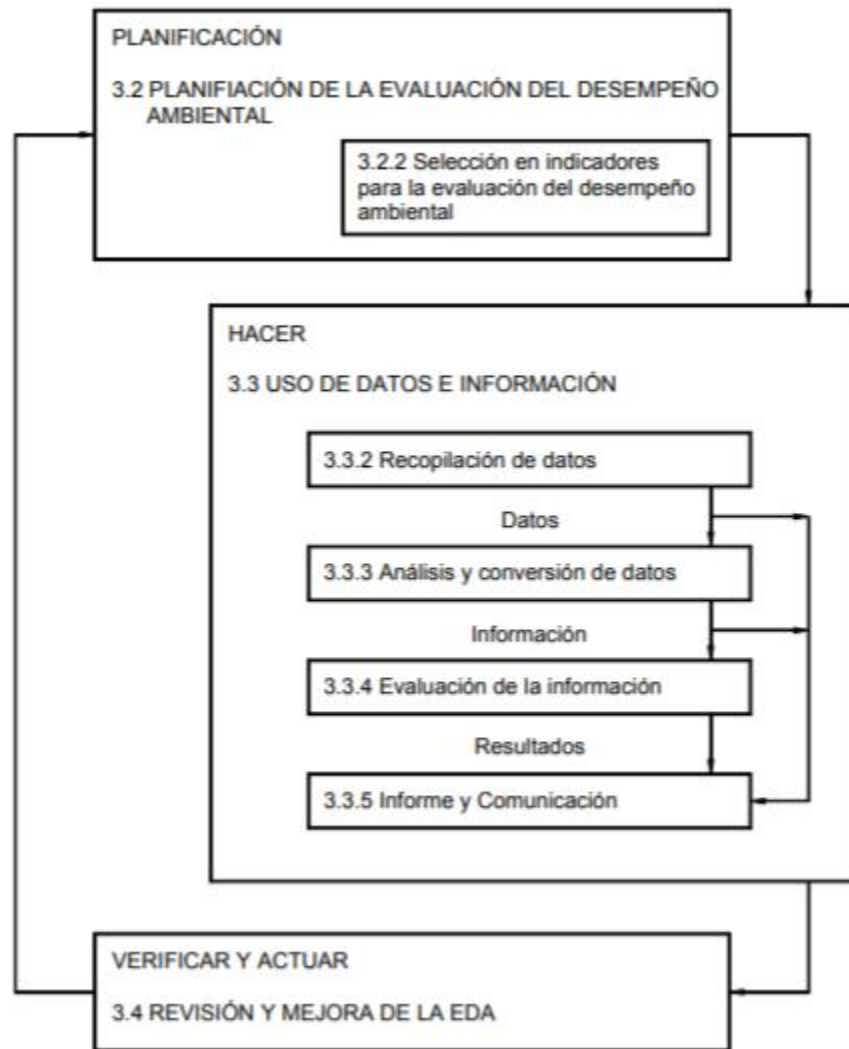 PLANIFICACIÓN
3.2 PLANIFIACIÓN DE LA EVALUACIÓN DEL DESEMPEÑO
AMBIENTAL
3.2.2 Selección en indicadores
para la evaluación del desempeño
ambiental
HACER
3.3 USO DE DATOS E INFORMACIÓN
3.3.2 Recopilación de datos
Datos
3.3.3 Análisis y conversión de datos
Información
3.3.4 Evaluación de la información
Resultados
3.3.5 Informe y Comunicación
VERIFICAR Y ACTUAR
3.4 REVISIÓN Y MEJORA DE LA EDA